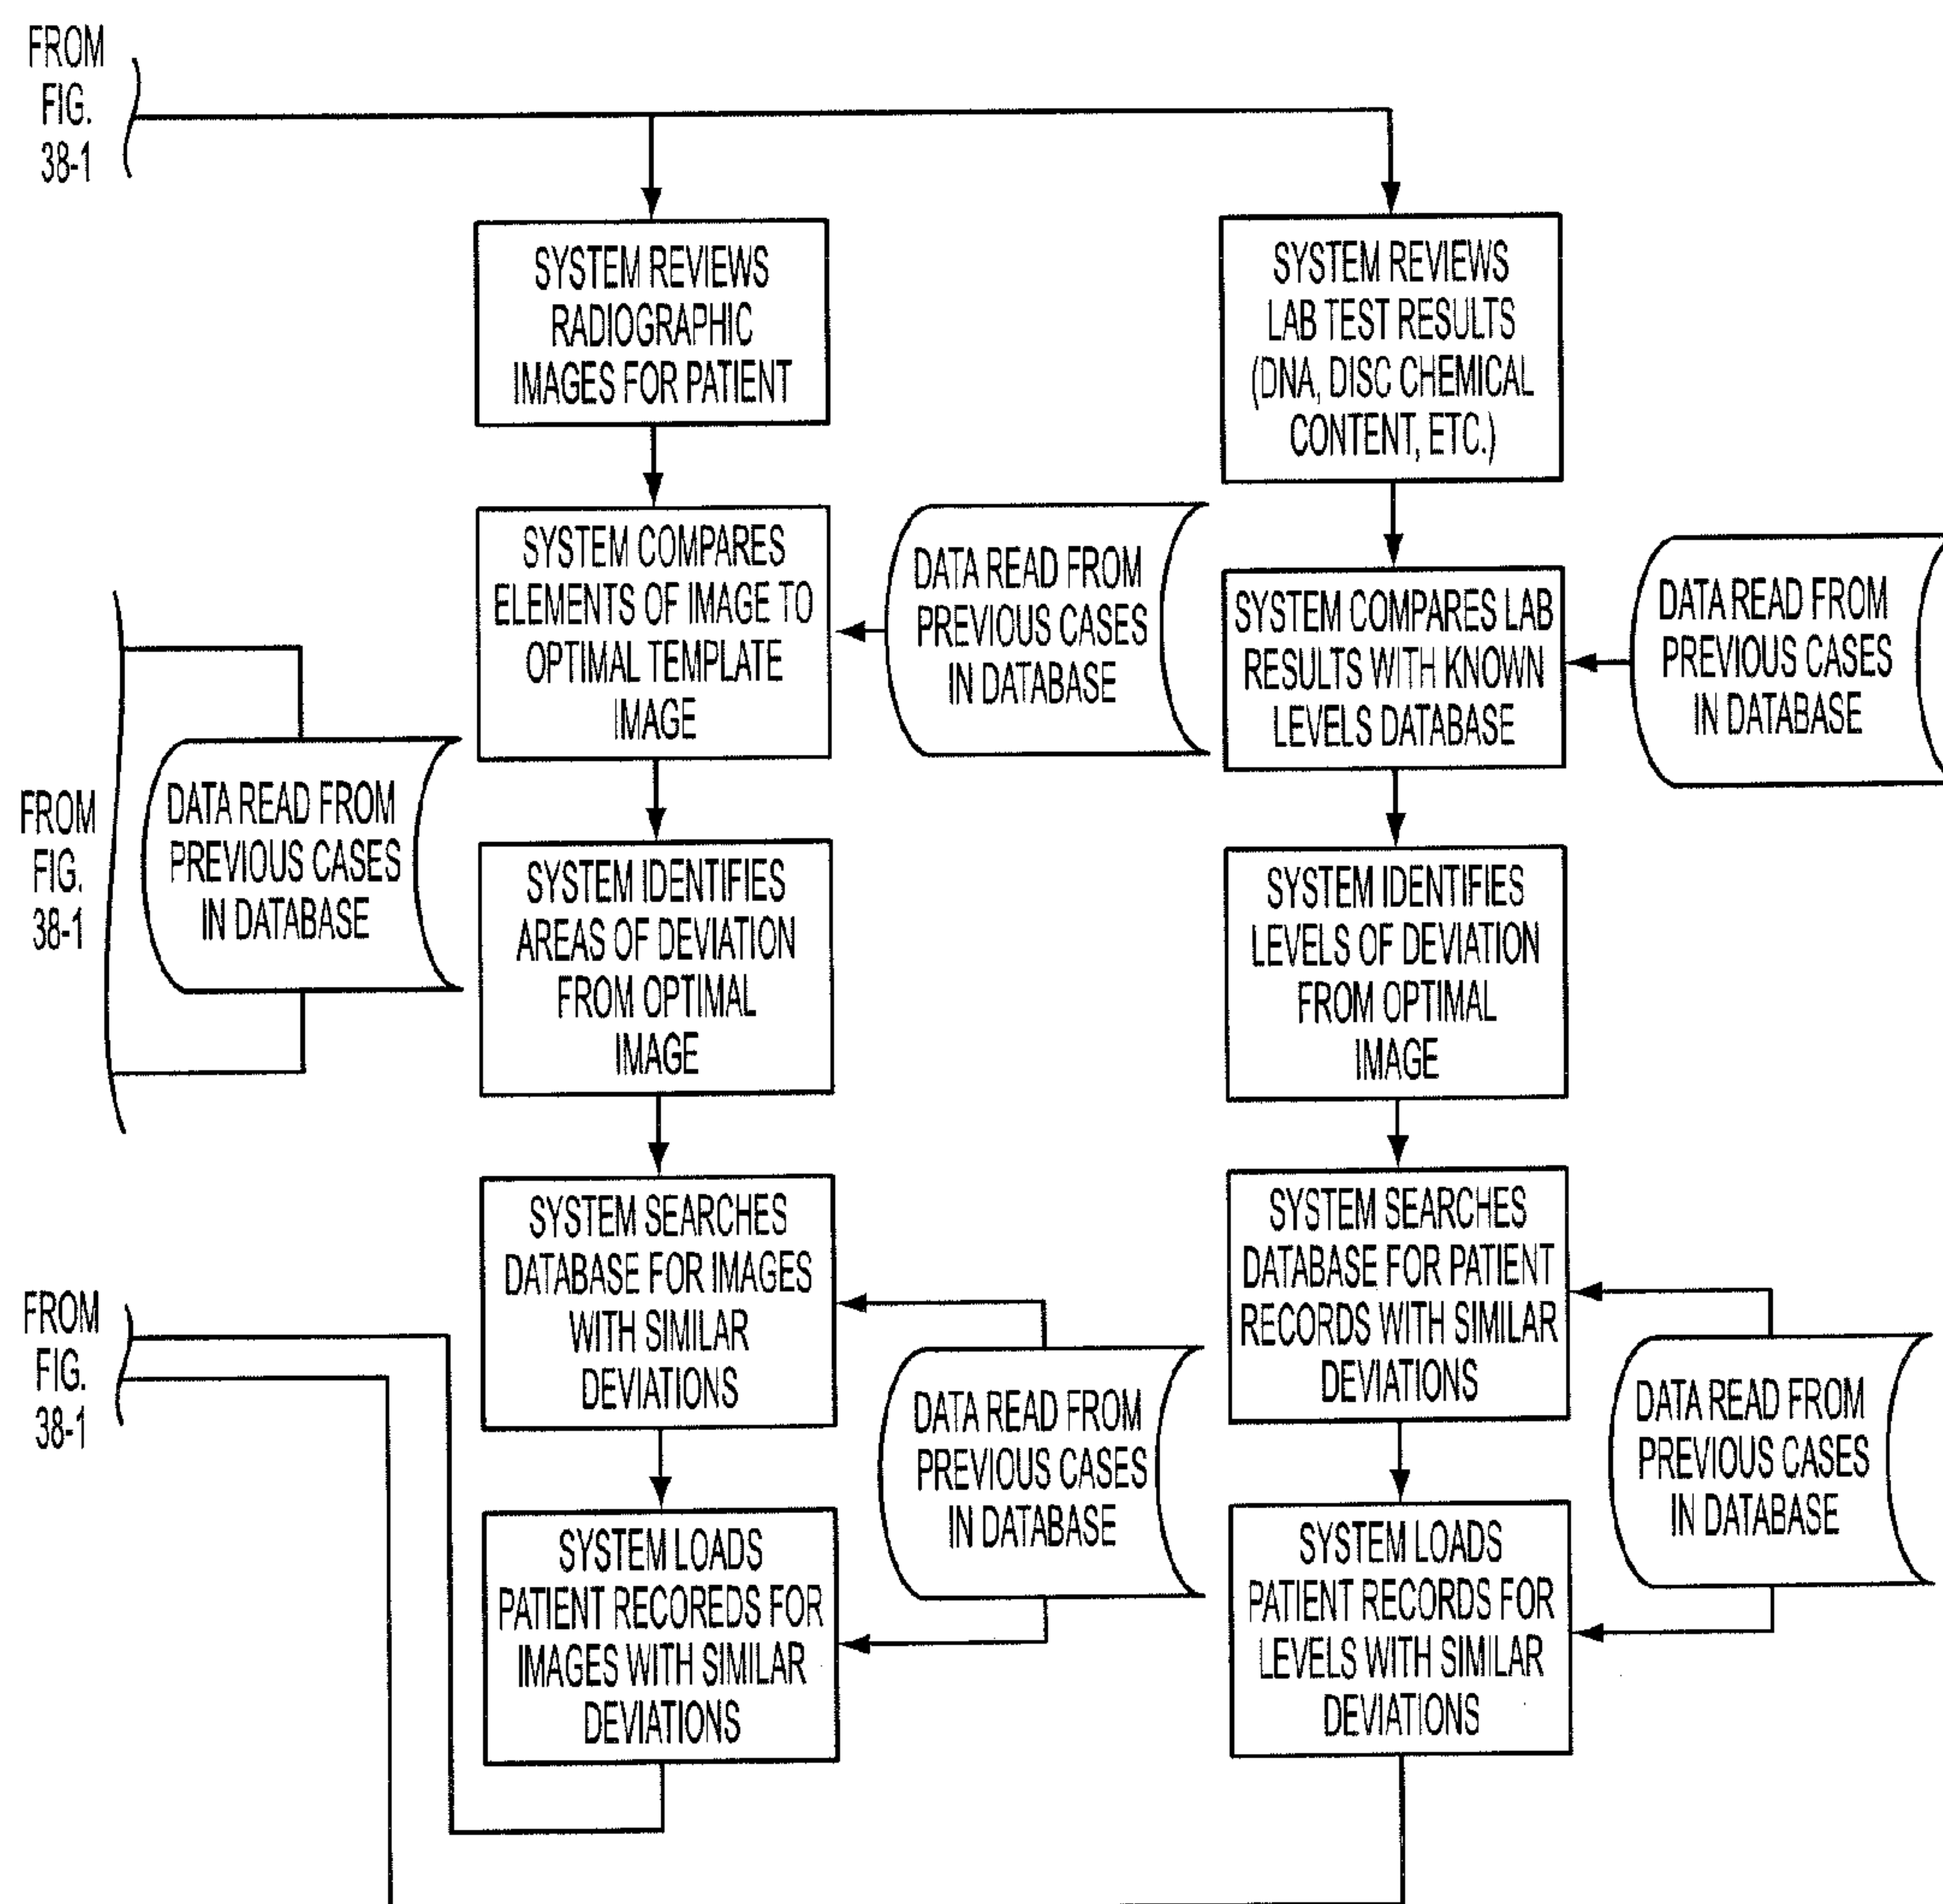 FROM
FIG.
38-1
SYSTEM REVIEWS
RADIOGRAPHIC
IMAGES FOR PATIENT
SYSTEM REVIEWS
LAB TEST RESULTS
(DNA, DISC CHEMICAL
CONTENT, ETC.)
SYSTEM COMPARES
ELEMENTS OF IMAGE TO
OPTIMAL TEMPLATE
IMAGE
DATA READ FROM
PREVIOUS CASES
IN DATABASE
SYSTEM COMPARES LAB
RESULTS WITH KNOWN
LEVELS DATABASE
DATA READ FROM
PREVIOUS CASES
IN DATABASE
FROM
FIG.
38-1
DATA READ FROM
PREVIOUS CASES
IN DATABASE
SYSTEM IDENTIFIES
AREAS OF DEVIATION
FROM OPTIMAL
IMAGE
SYSTEM IDENTIFIES
LEVELS OF DEVIATION
FROM OPTIMAL
IMAGE
FROM
FIG.
38-1
SYSTEM SEARCHES
DATABASE FOR IMAGES
WITH SIMILAR
DEVIATIONS
SYSTEM SEARCHES
DATABASE FOR PATIENT
RECORDS WITH SIMILAR
DEVIATIONS
DATA READ FROM
PREVIOUS CASES
IN DATABASE
DATA READ FROM
PREVIOUS CASES
IN DATABASE
SYSTEM LOADS
PATIENT RECOREDS FOR
IMAGES WITH SIMILAR
DEVIATIONS
SYSTEM LOADS
PATIENT RECORDS FOR
LEVELS WITH SIMILAR
DEVIATIONS